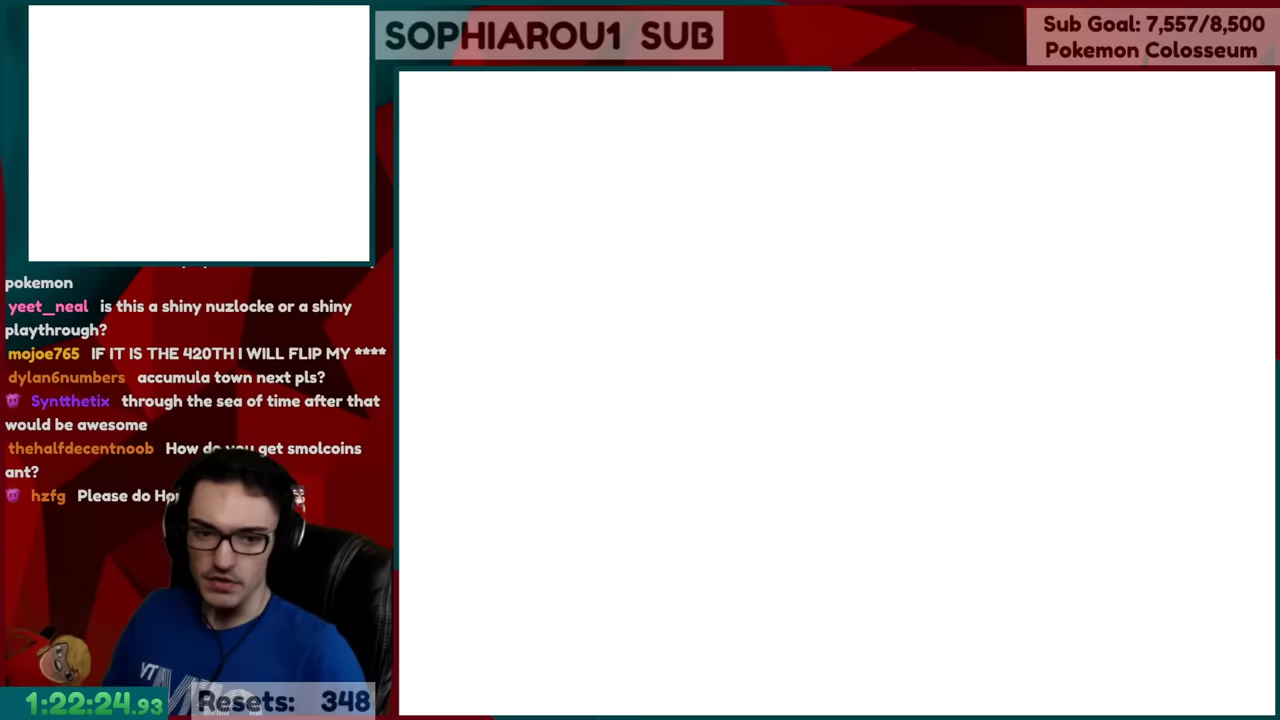 SOPHIAROU1 SUB
Sub Goal: 7,557/8,500
Pokemon Colosseum
pokemon
yeet_neal is this a shiny nuzlocke or a shiny
playthrough?
mojoe765 IF IT IS THE 420TH I WILL FLIP MY ****
dylan6numbers accumula town next pls?
Syntthetix through the sea of time after that
would be awesome
thehalfdecentnoob How do you get smolcoins
ant?
hzfg Please do
YT
1:22:24.93
Resets: 348